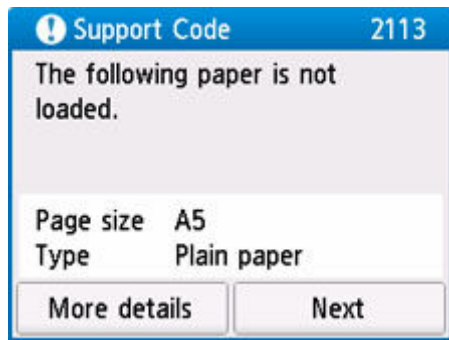 Support Code 2113
The following paper is not
loaded.
Page size A5
Type Plain paper
More details Next